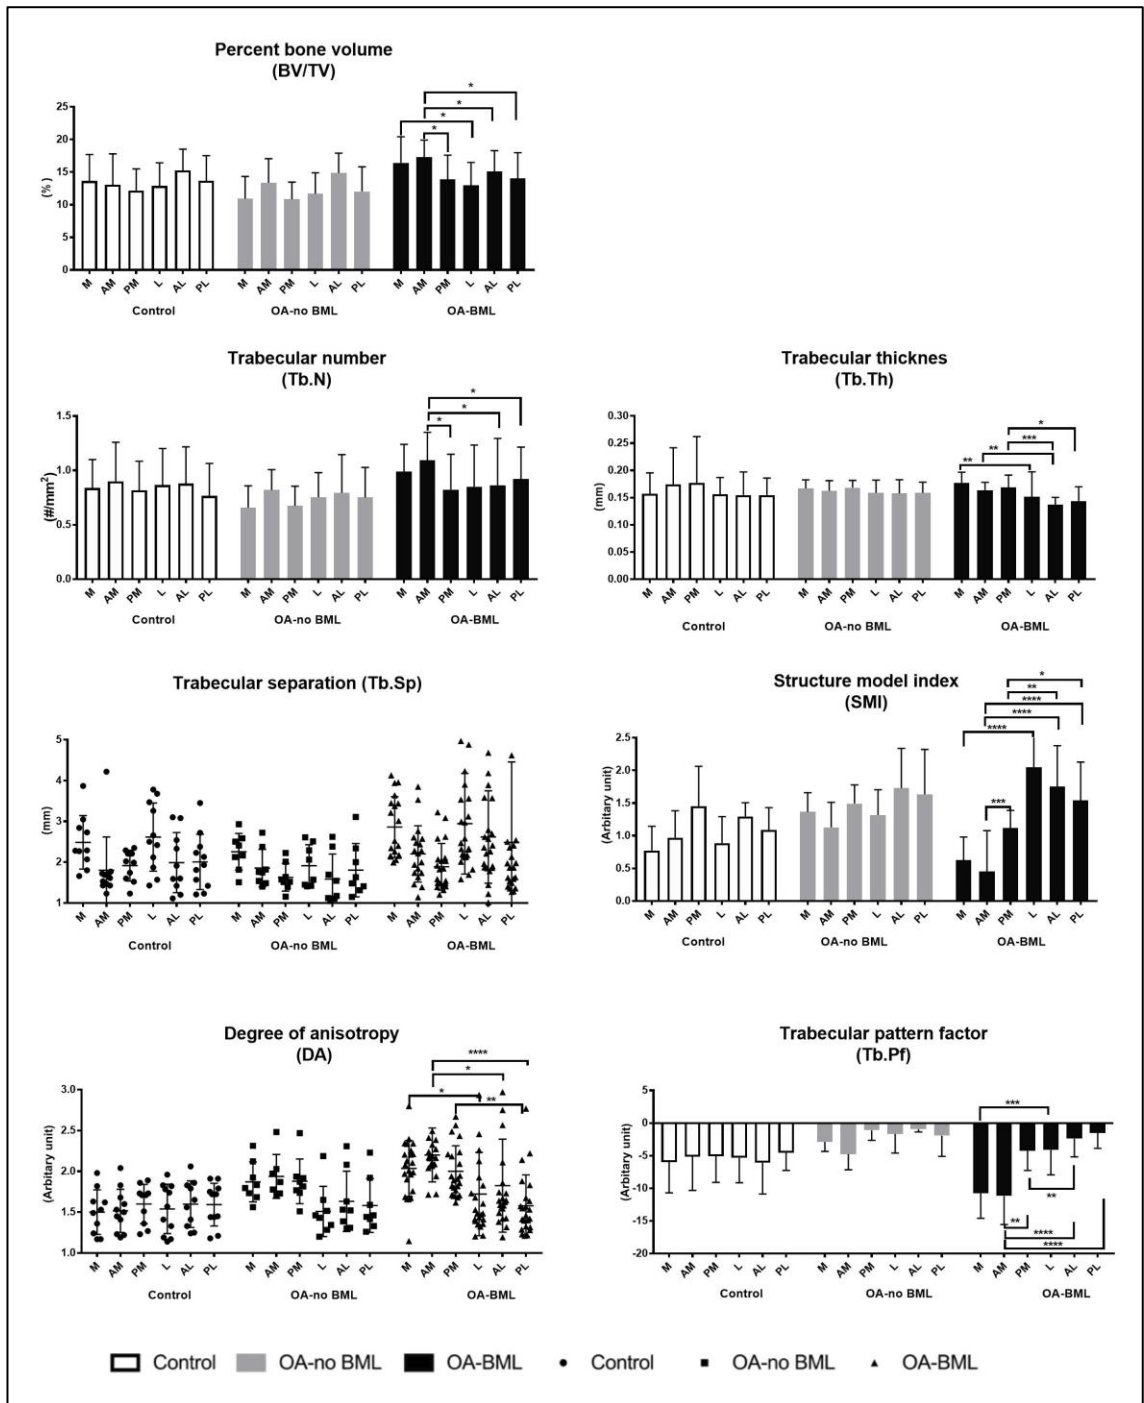 Percent bone volume
(BV/TV)
25
20
15
10
5
0
(%)
* * * *
M AM PM L AL PL M AM PM L AL PL M AM PM L AL PL
Control OA-no BML OA-BML
Trabecular number
(Tb.N)
1.5
1.0
0.5
0.0
(#/mm²)
* * *
M AM PM L AL PL M AM PM L AL PL M AM PM L AL PL
Control OA-no BML OA-BML
Trabecular thicknes
(Tb.Th)
0.30
0.25
0.20
0.15
0.10
0.05
0.00
(mm)
* *** ** **
M AM PM L AL PL M AM PM L AL PL M AM PM L AL PL
Control OA-no BML OA-BML
Trabecular separation (Tb.Sp)
5
4
3
2
1
(mm)
M AM PM L AL PL M AM PM L AL PL M AM PM L AL PL
Control OA-no BML OA-BML
Structure model index
(SMI)
2.5
2.0
1.5
1.0
0.5
0.0
(Arbitary unit)
* ** **** **** **** ***
M AM PM L AL PL M AM PM L AL PL M AM PM L AL PL
Control OA-no BML OA-BML
Degree of anisotropy
(DA)
3.0
2.5
2.0
1.5
1.0
(Arbitary unit)
**** * * **
M AM PM L AL PL M AM PM L AL PL M AM PM L AL PL
Control OA-no BML OA-BML
Trabecular pattern factor
(Tb.Pf)
5
0
-5
-10
-15
-20
(Arbitary unit)
*** ** ** **** ****
M AM PM L AL PL M AM PM L AL PL M AM PM L AL PL
Control OA-no BML OA-BML
Control OA-no BML OA-BML Control OA-no BML OA-BML